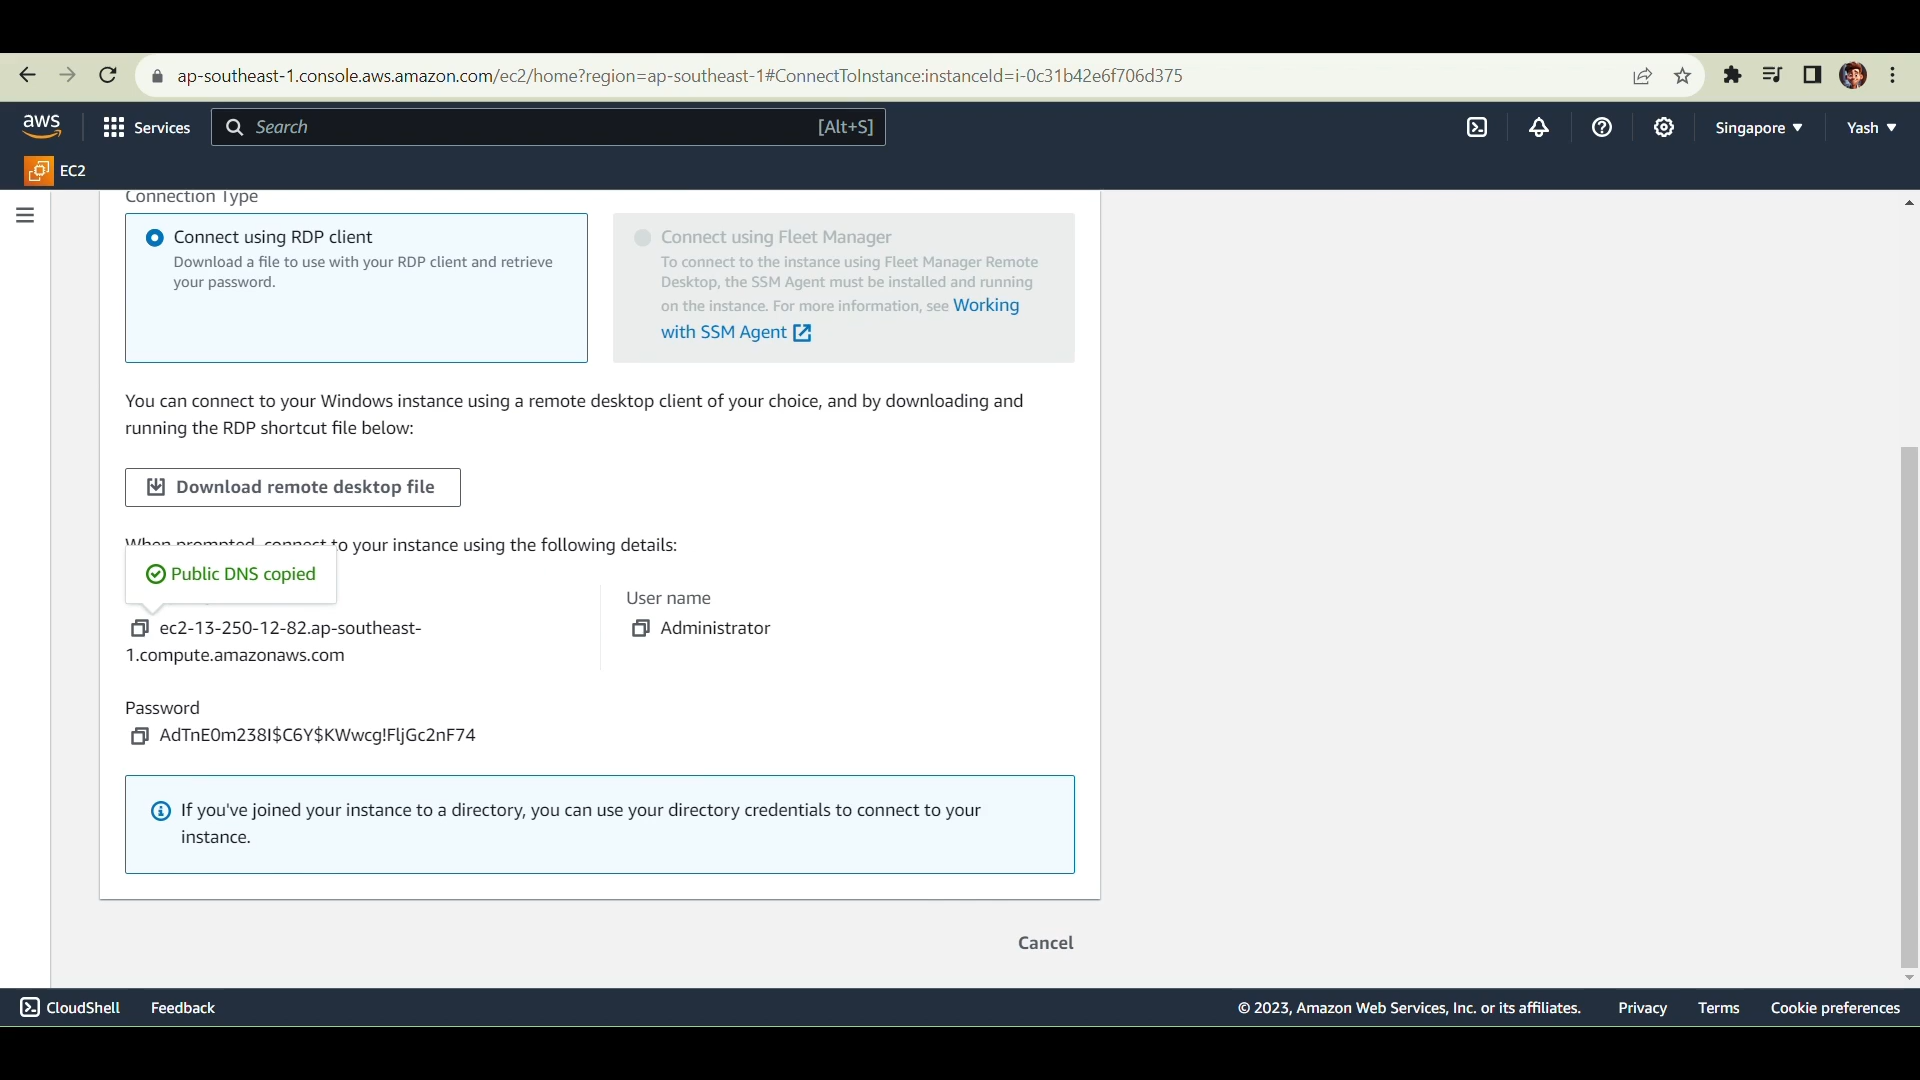 ap-southeast-1.console.aws.amazon.com/ec2/home?region=ap-southeast-1#ConnectToInstance:instanceId=i-0c31b42e6f706d375
aws
Services
Search
[Alt+S]
Singapore
Yash
EC2
Connection Type
Connect using RDP client
Download a file to use with your RDP client and retrieve
your password.
Connect using Fleet Manager
To connect to the instance using Fleet Manager Remote
Desktop, the SSM Agent must be installed and running
on the instance. For more information, see Working
with SSM Agent
You can connect to your Windows instance using a remote desktop client of your choice, and by downloading and
running the RDP shortcut file below:
Download remote desktop file
When prompted, connect to your instance using the following details:
Public DNS copied
ec2-13-250-12-82.ap-southeast-
1.compute.amazonaws.com
User name
Administrator
Password
AdTnE0m238I$C6Y$KWwcg!FljGc2nF74
If you've joined your instance to a directory, you can use your directory credentials to connect to your
instance.
Cancel
CloudShell
Feedback
© 2023, Amazon Web Services, Inc. or its affiliates.
Privacy
Terms
Cookie preferences